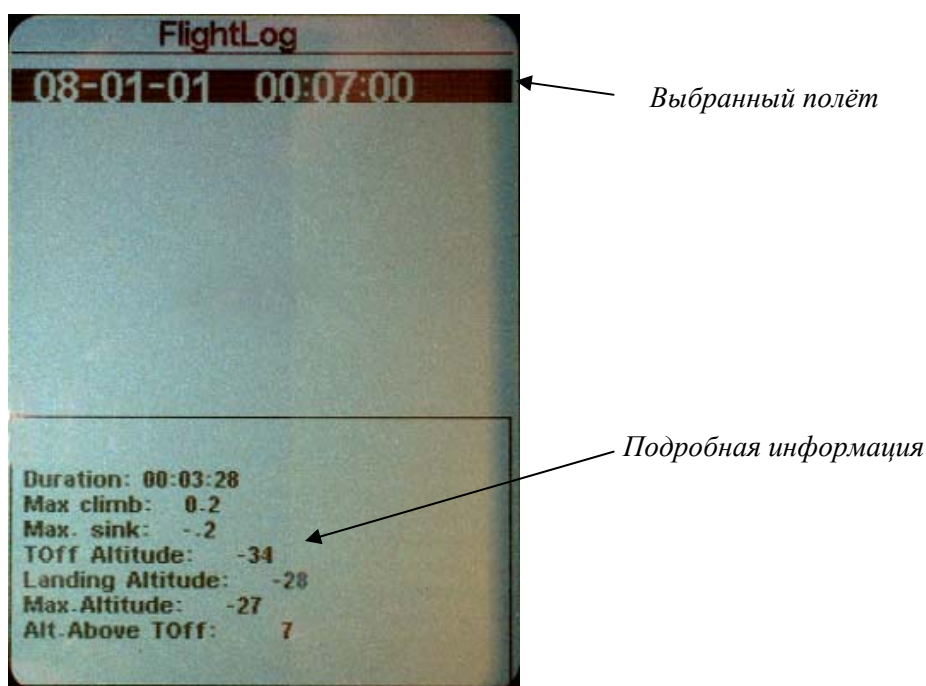 FlightLog
08-01-01 00:07:00
Выбранный полёт
Подробная информация
Duration: 00:03:28
Max climb: 0.2
Max. sink: -.2
TOff Altitude: -34
Landing Altitude: -28
Max.Altitude: -27
Alt.Above TOff: 7